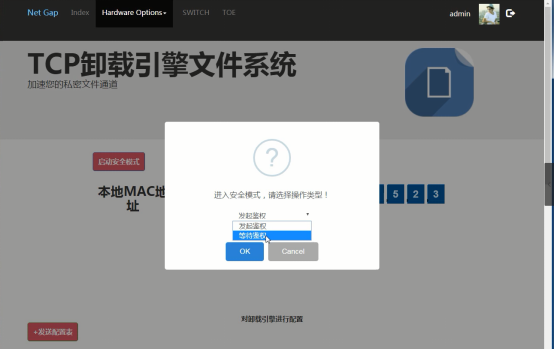 Net Gap Index Hardware Options SWITCH TOE admin
TCP卸载引擎文件系统
加速您的私密文件通道
启动安全模式
本地MAC地
址
5 2 3
?
进入安全模式，请选择操作类型！
发起鉴权
发起鉴权
等待鉴权
OK Cancel
对卸载引擎进行配置
+发送配置态